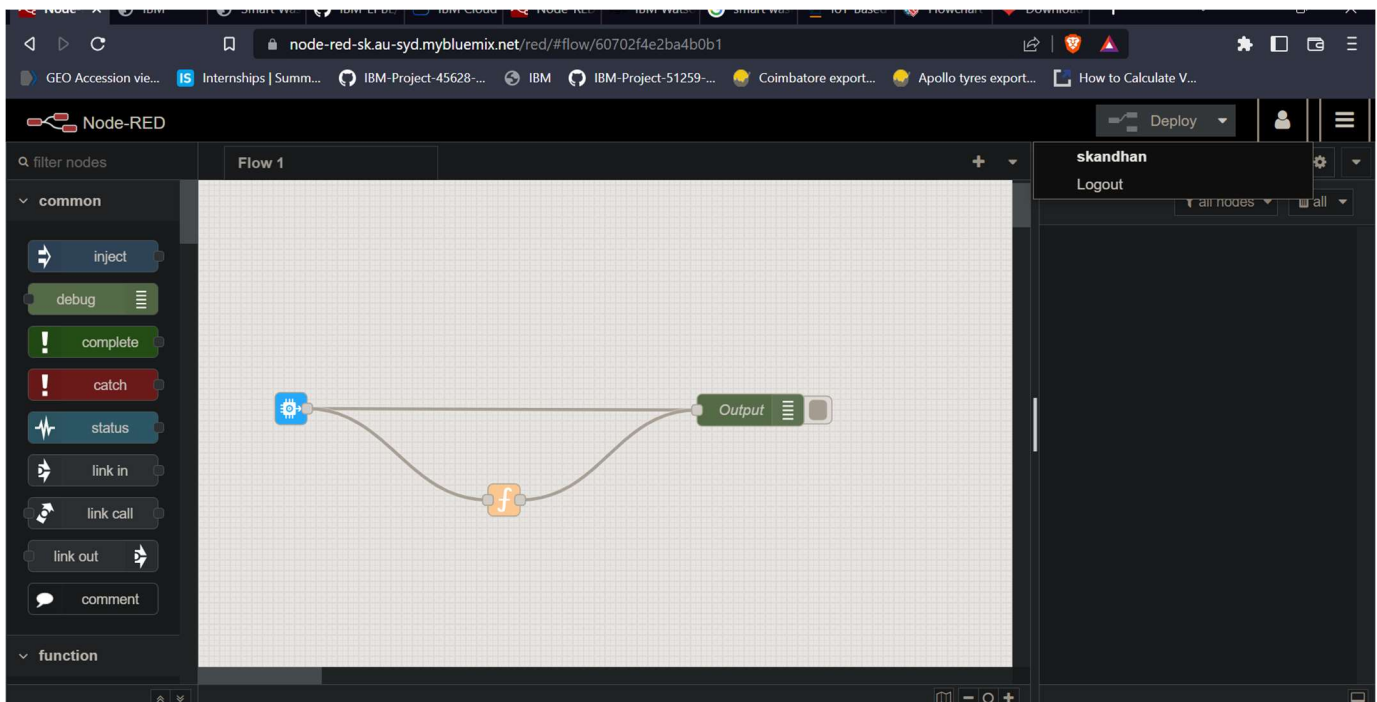 IBM
node-red-sk.au-syd.mybluemix.net/red/#flow/60702f4e2ba4b0b1
GEO Accession vie... IS Internships | Summ... IBM-Project-45628-... IBM IBM-Project-51259-... Coimbatore export... Apollo tyres export... How to Calculate V...
Node-RED Deploy
filter nodes Flow 1 skandhan
Logout
common all nodes all
inject
debug
complete
catch
Output
status
link in
link call
link out
comment
function